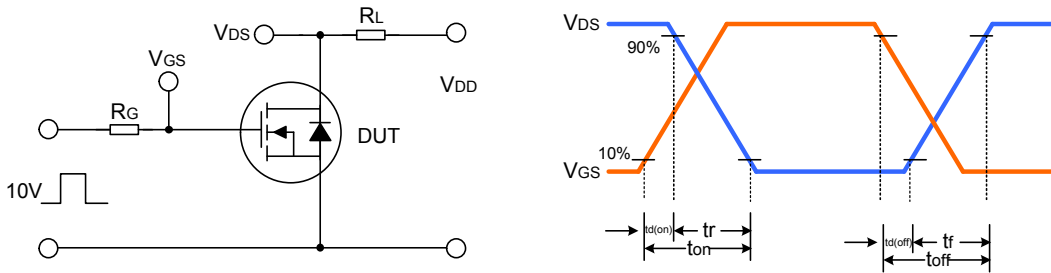 VDS
RL
VGS
VDD
RG
DUT
10V
VDS
90%
10%
VGS
td(on)
tr
ton
td(off)
tf
toff